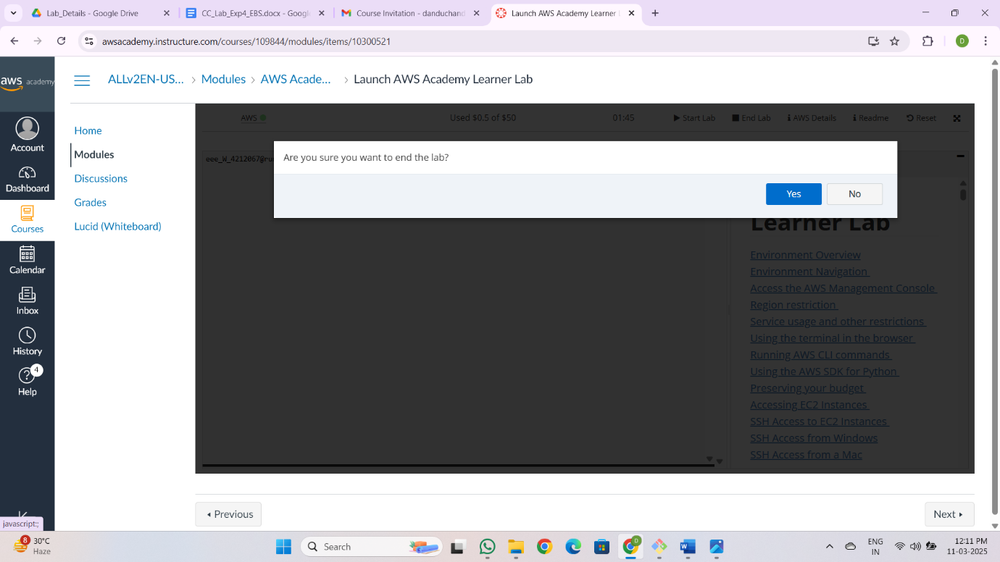 Lab_Details - Google Drive
CC_Lab_Exp4_EBS.docx - Googl
Course Invitation - danduchand
Launch AWS Academy Learner
awsacademy.instructure.com/courses/109844/modules/items/10300521
D
aws academy
Account
Dashboard
Courses
Calendar
Inbox
History
4
Help
javascript:;
ALLv2EN-US... > Modules > AWS Acade... > Launch AWS Academy Learner Lab
Home
Modules
Discussions
Grades
Lucid (Whiteboard)
AWS
Used $0.5 of $50
01:45
Start Lab
End Lab
AWS Details
Readme
Reset
eee_W_4212067@ru
Are you sure you want to end the lab?
Yes
No
Learner Lab
Environment Overview
Environment Navigation
Access the AWS Management Console
Region restriction
Service usage and other restrictions
Using the terminal in the browser
Running AWS CLI commands
Using the AWS SDK for Python
Preserving your budget
Accessing EC2 Instances
SSH Access to EC2 Instances
SSH Access from Windows
SSH Access from a Mac
Previous
Next
8
30°C
Haze
Search
D
ENG
IN
12:11 PM
11-03-2025